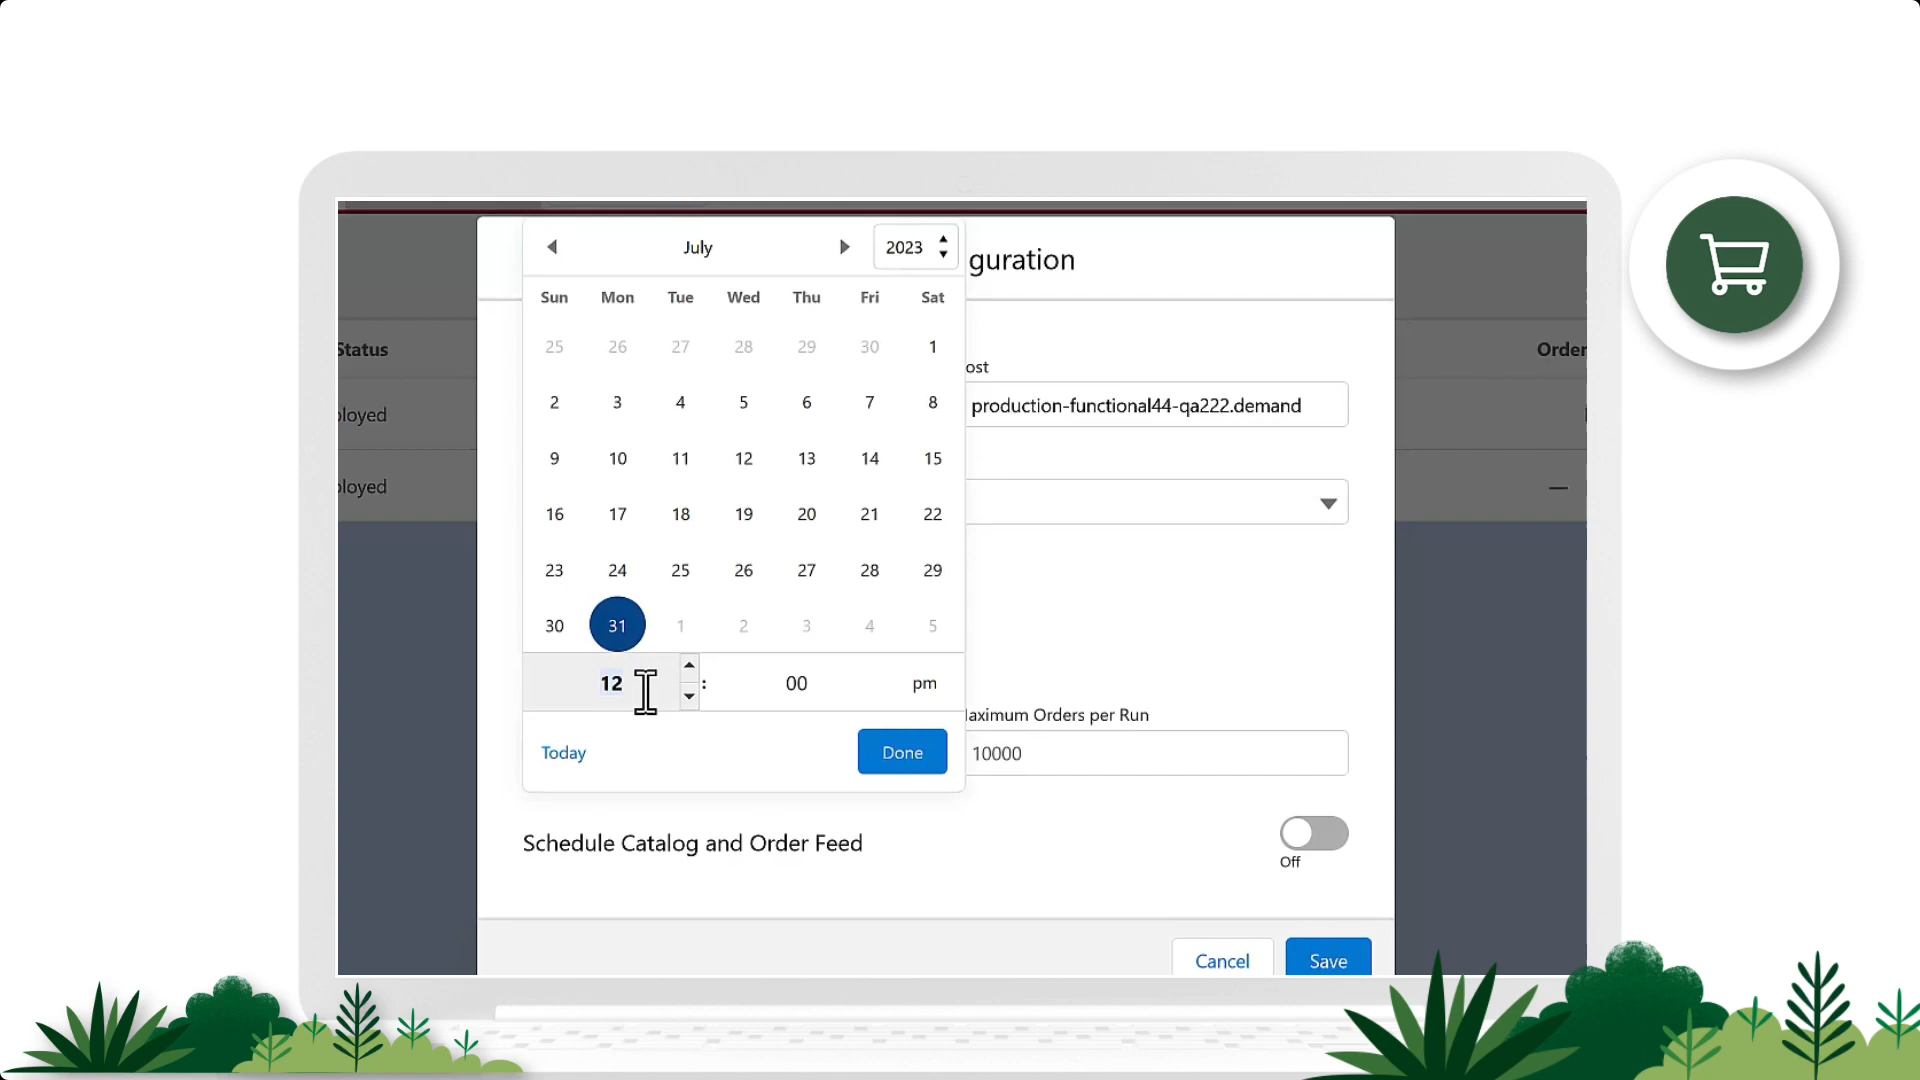 July 2023
guration
Sun Mon Tue Wed Thu Fri Sat
25 26 27 28 29 30 1
Status
Order
ost
2 3 4 5 6 7 8
production-functional44-qa222.demand
ployed
9 10 11 12 13 14 15
ployed
16 17 18 19 20 21 22
23 24 25 26 27 28 29
30 31 1 2 3 4 5
12 : 00 pm
aximum Orders per Run
Today Done
10000
Schedule Catalog and Order Feed
Off
Cancel Save